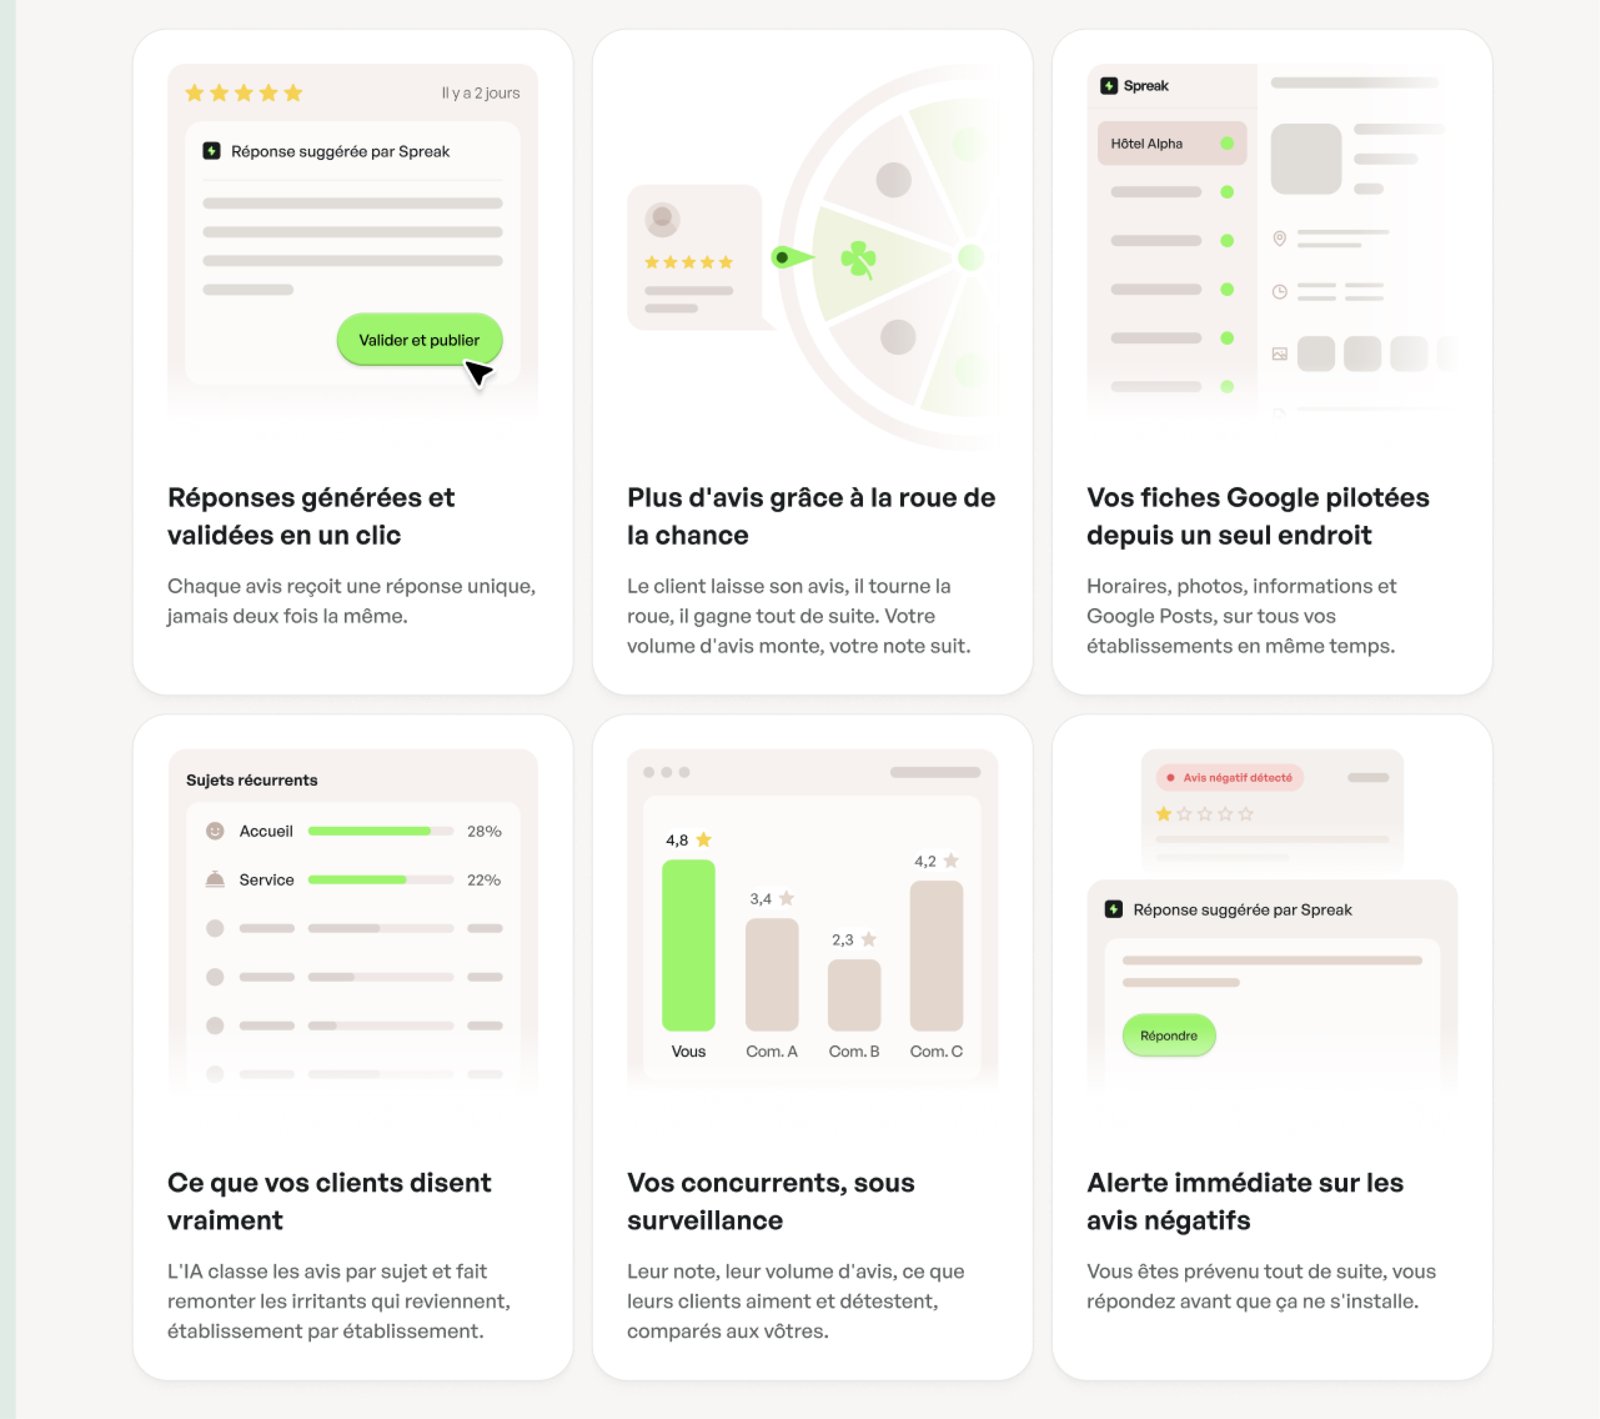 Il y a 2 jours
Réponse suggérée par Spreak
Valider et publier
Réponses générées et
validées en un clic
Chaque avis reçoit une réponse unique,
jamais deux fois la même.
Plus d'avis grâce à la roue de
la chance
Le client laisse son avis, il tourne la
roue, il gagne tout de suite. Votre
volume d'avis monte, votre note suit.
Spreak
Hôtel Alpha
Vos fiches Google pilotées
depuis un seul endroit
Horaires, photos, informations et
Google Posts, sur tous vos
établissements en même temps.
Sujets récurrents
Accueil 28%
Service 22%
Ce que vos clients disent
vraiment
L'IA classe les avis par sujet et fait
remonter les irritants qui reviennent,
établissement par établissement.
4,8
3,4
2,3
4,2
Vous Com. A Com. B Com. C
Vos concurrents, sous
surveillance
Leur note, leur volume d'avis, ce que
leurs clients aiment et détestent,
comparés aux vôtres.
Avis négatif détecté
Réponse suggérée par Spreak
Répondre
Alerte immédiate sur les
avis négatifs
Vous êtes prévenu tout de suite, vous
répondez avant que ça ne s'installe.